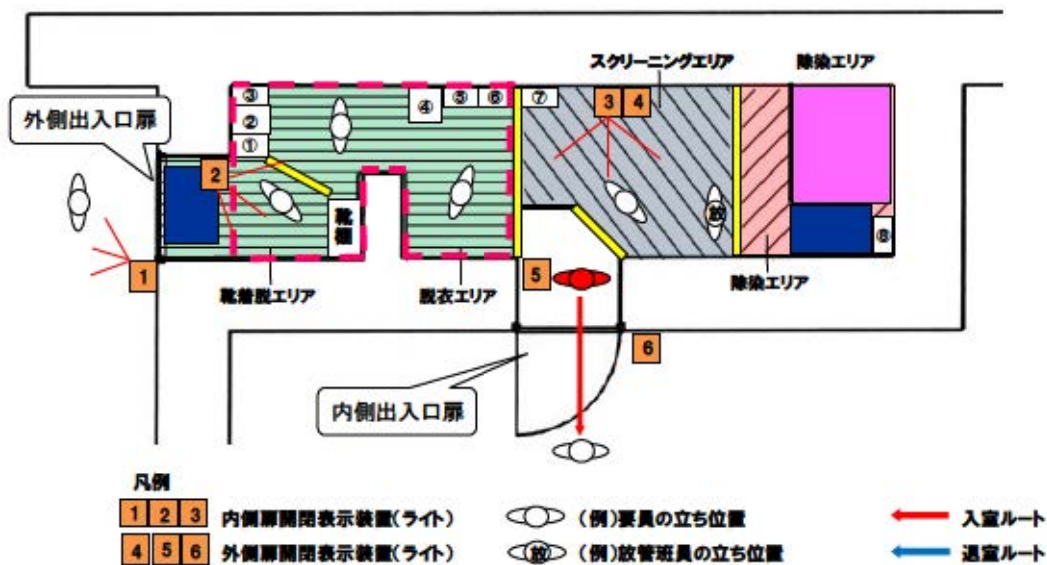 スクリーニングエリア
除染エリア
外側出入口扉
③
②
①
④
⑤
⑥
⑦
3 4
2
靴棚
放
⑧
1
5
靴着脱エリア
脱衣エリア
除染エリア
6
内側出入口扉
凡例
1 2 3 内側扉開閉表示装置(ライト)
(例)要員の立ち位置
入室ルート
4 5 6 外側扉開閉表示装置(ライト)
放 (例)放管班員の立ち位置
退室ルート